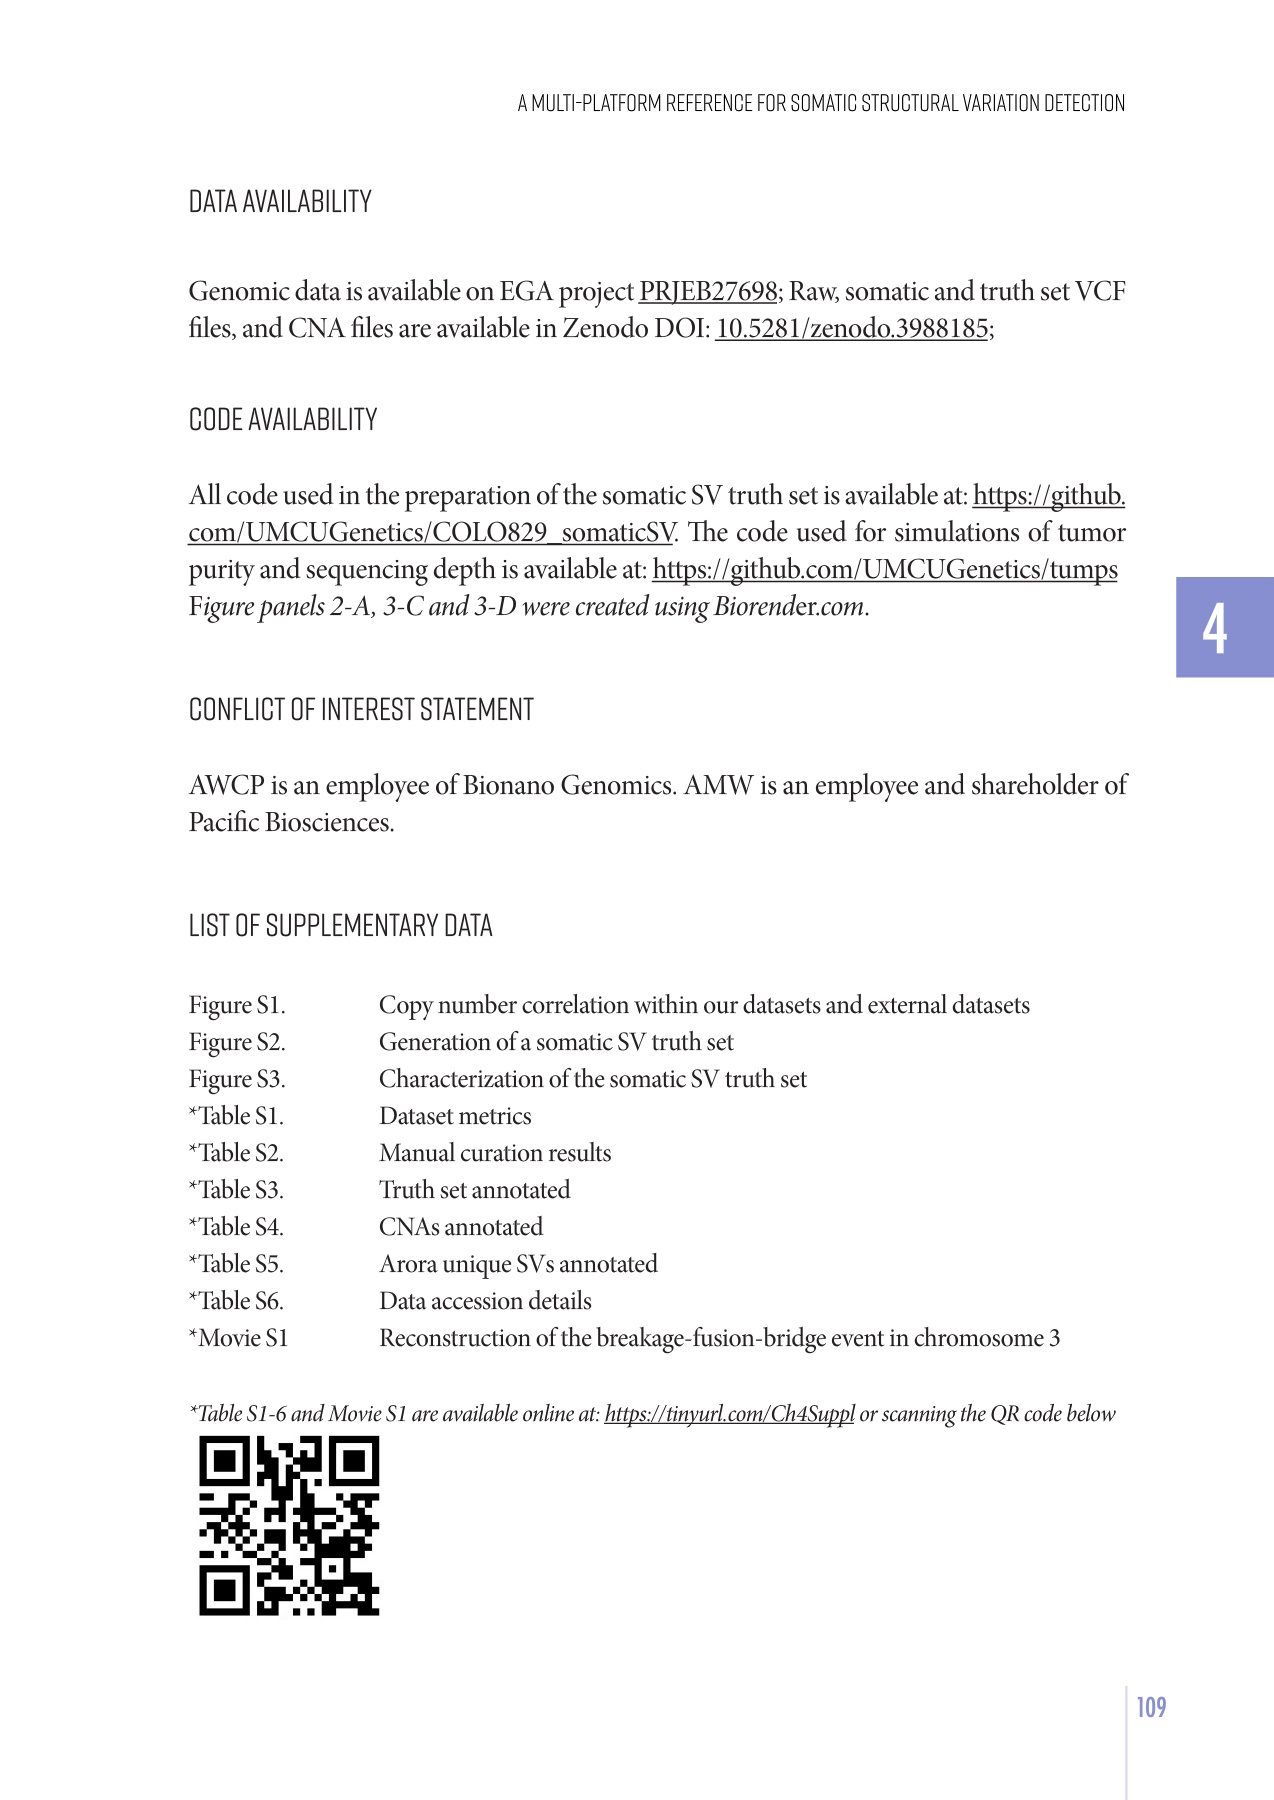 A MULTI-PLATFORM REFERENCE FOR SOMATIC STRUCTURAL VARIATION DETECTION
DATA AVAILABILITY
Genomic data is available on EGA project PRJEB27698; Raw, somatic and truth set VCF
files, and CNA files are available in Zenodo DOI: 10.5281/zenodo.3988185;
CODE AVAILABILITY
All code used in the preparation of the somatic SV truth set is available at: https://github.
com/UMCUGenetics/COLO829_somaticSV. The code used for simulations of tumor
purity and sequencing depth is available at: https://github.com/UMCUGenetics/tumps
Figure panels 2-A, 3-C and 3-D were created using Biorender.com.
4
CONFLICT OF INTEREST STATEMENT
AWCP is an employee of Bionano Genomics. AMW is an employee and shareholder of
Pacific Biosciences.
LIST OF SUPPLEMENTARY DATA
Figure S1. Copy number correlation within our datasets and external datasets
Figure S2. Generation of a somatic SV truth set
Figure S3. Characterization of the somatic SV truth set
*Table S1. Dataset metrics
*Table S2. Manual curation results
*Table S3. Truth set annotated
*Table S4. CNAs annotated
*Table S5. Arora unique SVs annotated
*Table S6. Data accession details
*Movie S1 Reconstruction of the breakage-fusion-bridge event in chromosome 3
*Table S1-6 and Movie S1 are available online at: https://tinyurl.com/Ch4Suppl or scanning the QR code below
109